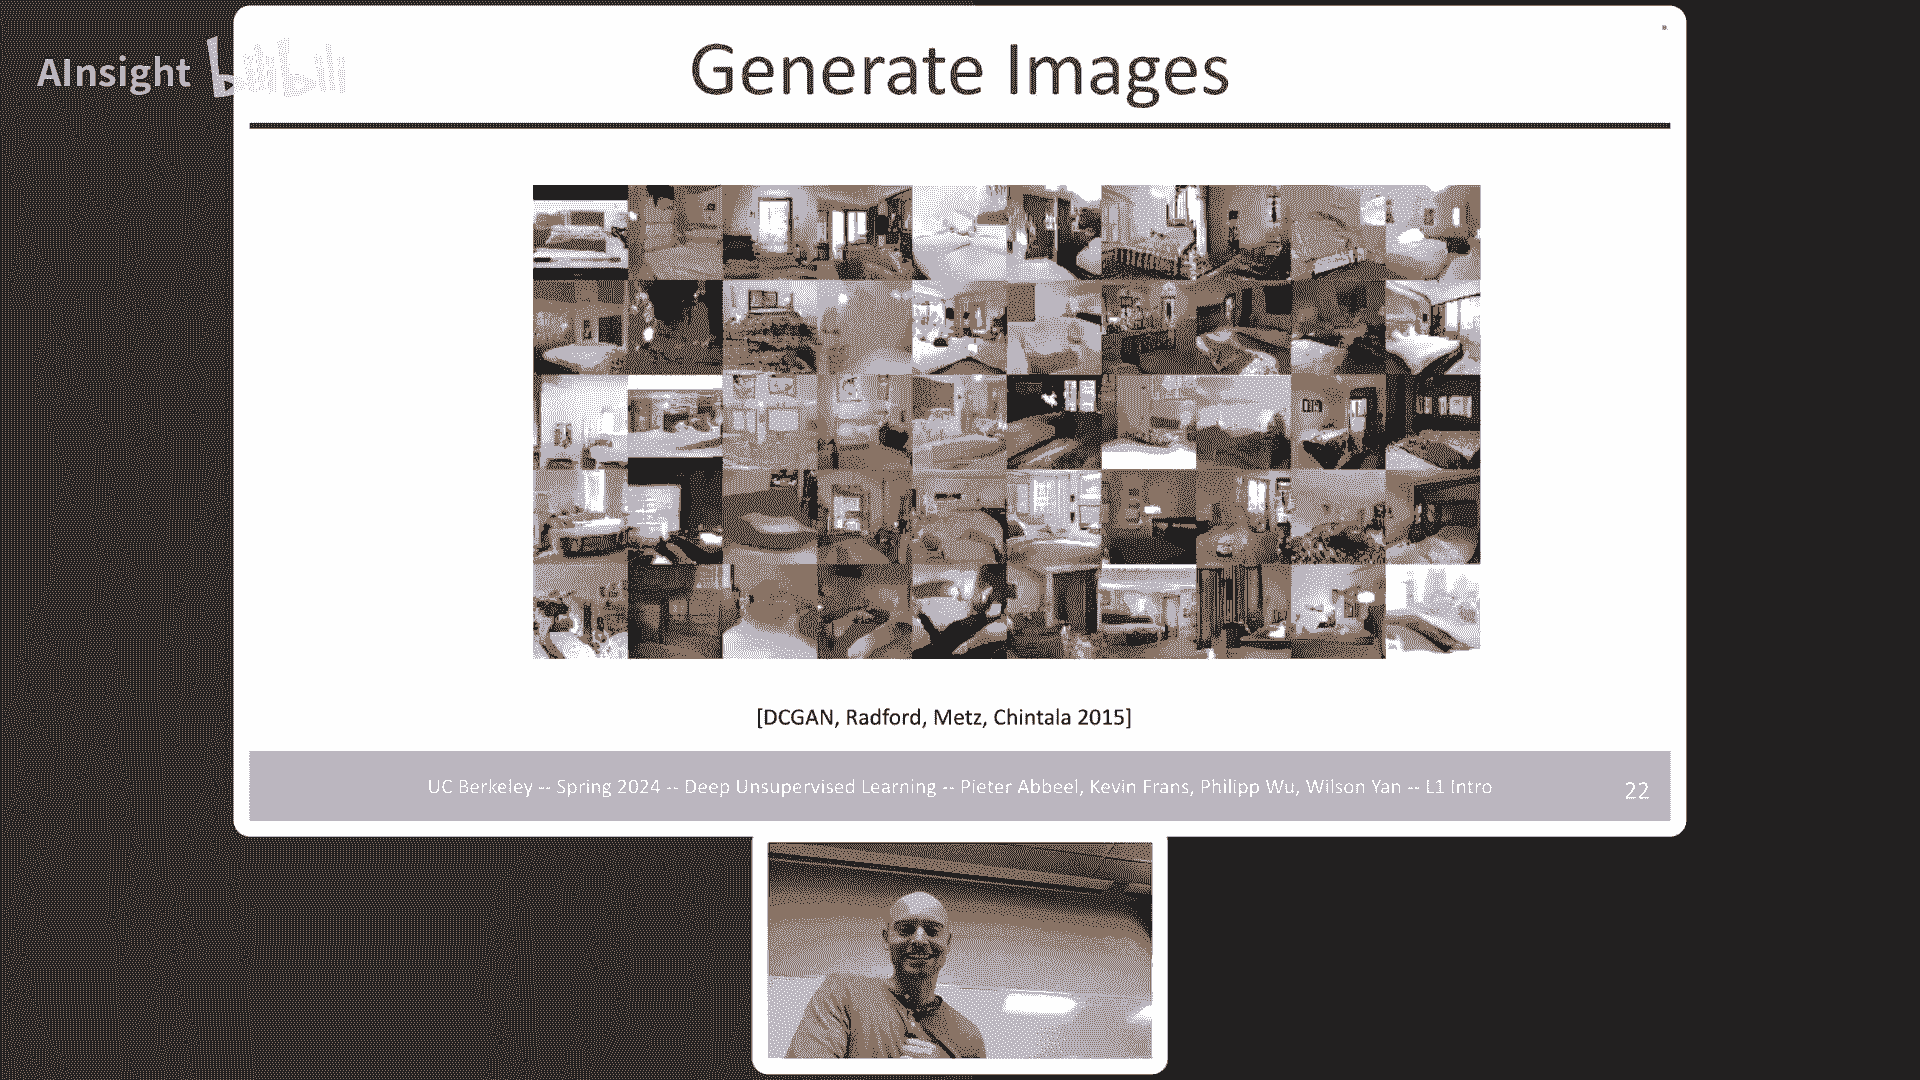 AInsight bilibili
Generate Images
[DCGAN, Radford, Metz, Chintala 2015]
UC Berkeley -- Spring 2024 -- Deep Unsupervised Learning -- Pieter Abbeel, Kevin Frans, Philipp Wu, Wilson Yan -- L1 Intro
22